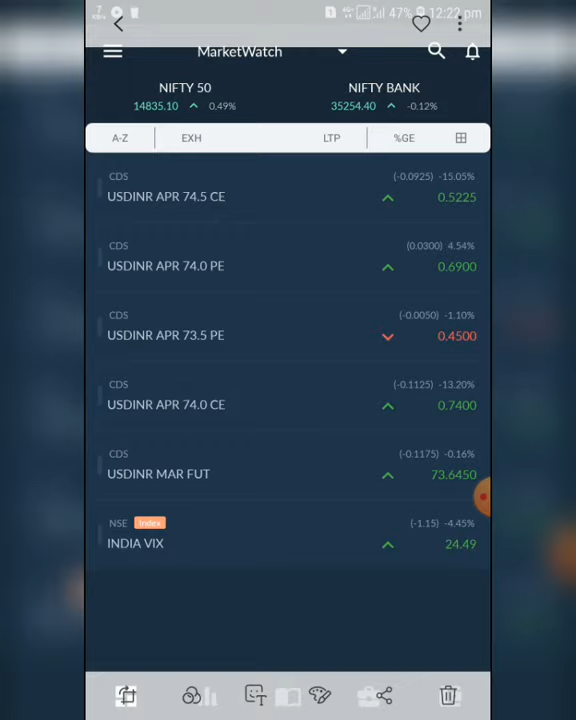 12:22 pm
47%
MarketWatch
NIFTY 50
14835.10 0.49%
NIFTY BANK
35254.40 -0.12%
A-Z EXH LTP %GE
CDS (-0.0925) -15.05%
USDINR APR 74.5 CE 0.5225
CDS (0.0300) 4.54%
USDINR APR 74.0 PE 0.6900
CDS (-0.0050) -1.10%
USDINR APR 73.5 PE 0.4500
CDS (-0.1125) -13.20%
USDINR APR 74.0 CE 0.7400
CDS (-0.1175) -0.16%
USDINR MAR FUT 73.6450
NSE Index (-1.15) -4.45%
INDIA VIX 24.49